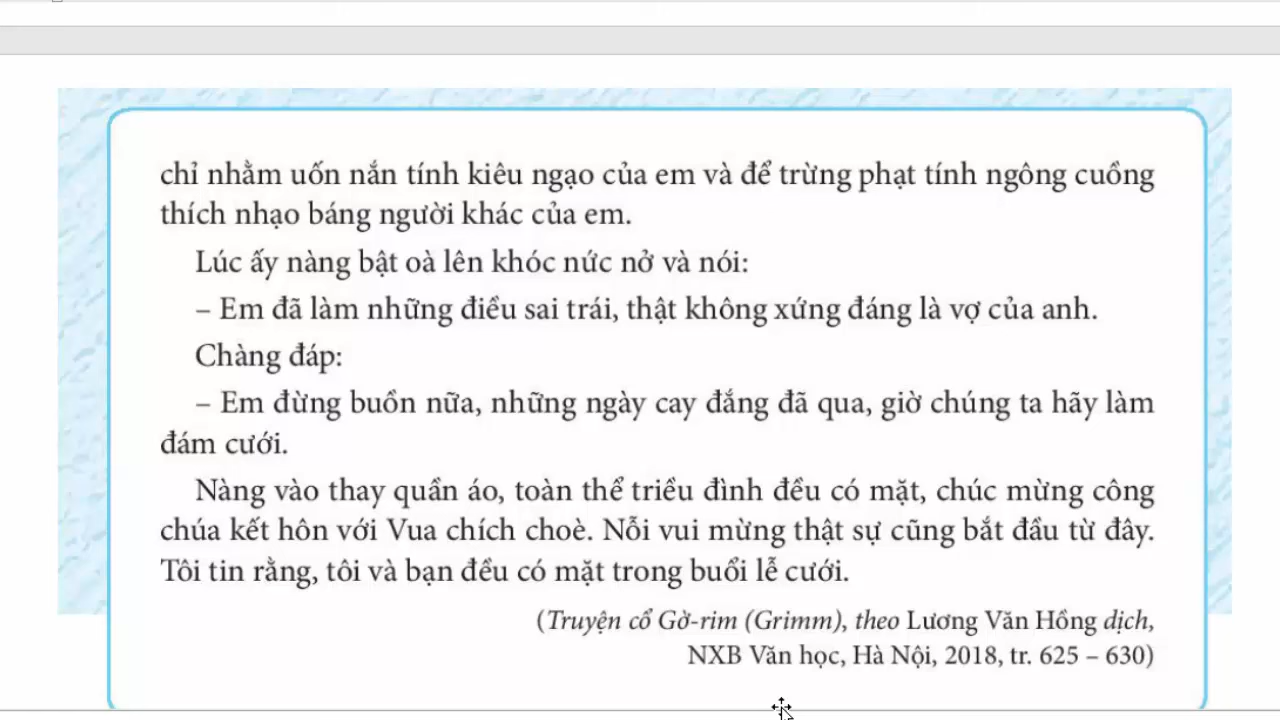 chỉ nhằm uốn nắn tính kiêu ngạo của em và để trừng phạt tính ngông cuồng
thích nhạo báng người khác của em.
Lúc ấy nàng bật oà lên khóc nức nở và nói:
– Em đã làm những điều sai trái, thật không xứng đáng là vợ của anh.
Chàng đáp:
– Em đừng buồn nữa, những ngày cay đắng đã qua, giờ chúng ta hãy làm
đám cưới.
Nàng vào thay quần áo, toàn thể triều đình đều có mặt, chúc mừng công
chúa kết hôn với Vua chích choè. Nỗi vui mừng thật sự cũng bắt đầu từ đây.
Tôi tin rằng, tôi và bạn đều có mặt trong buổi lễ cưới.
(Truyện cổ Gờ-rim (Grimm), theo Lương Văn Hồng dịch,
NXB Văn học, Hà Nội, 2018, tr. 625 – 630)